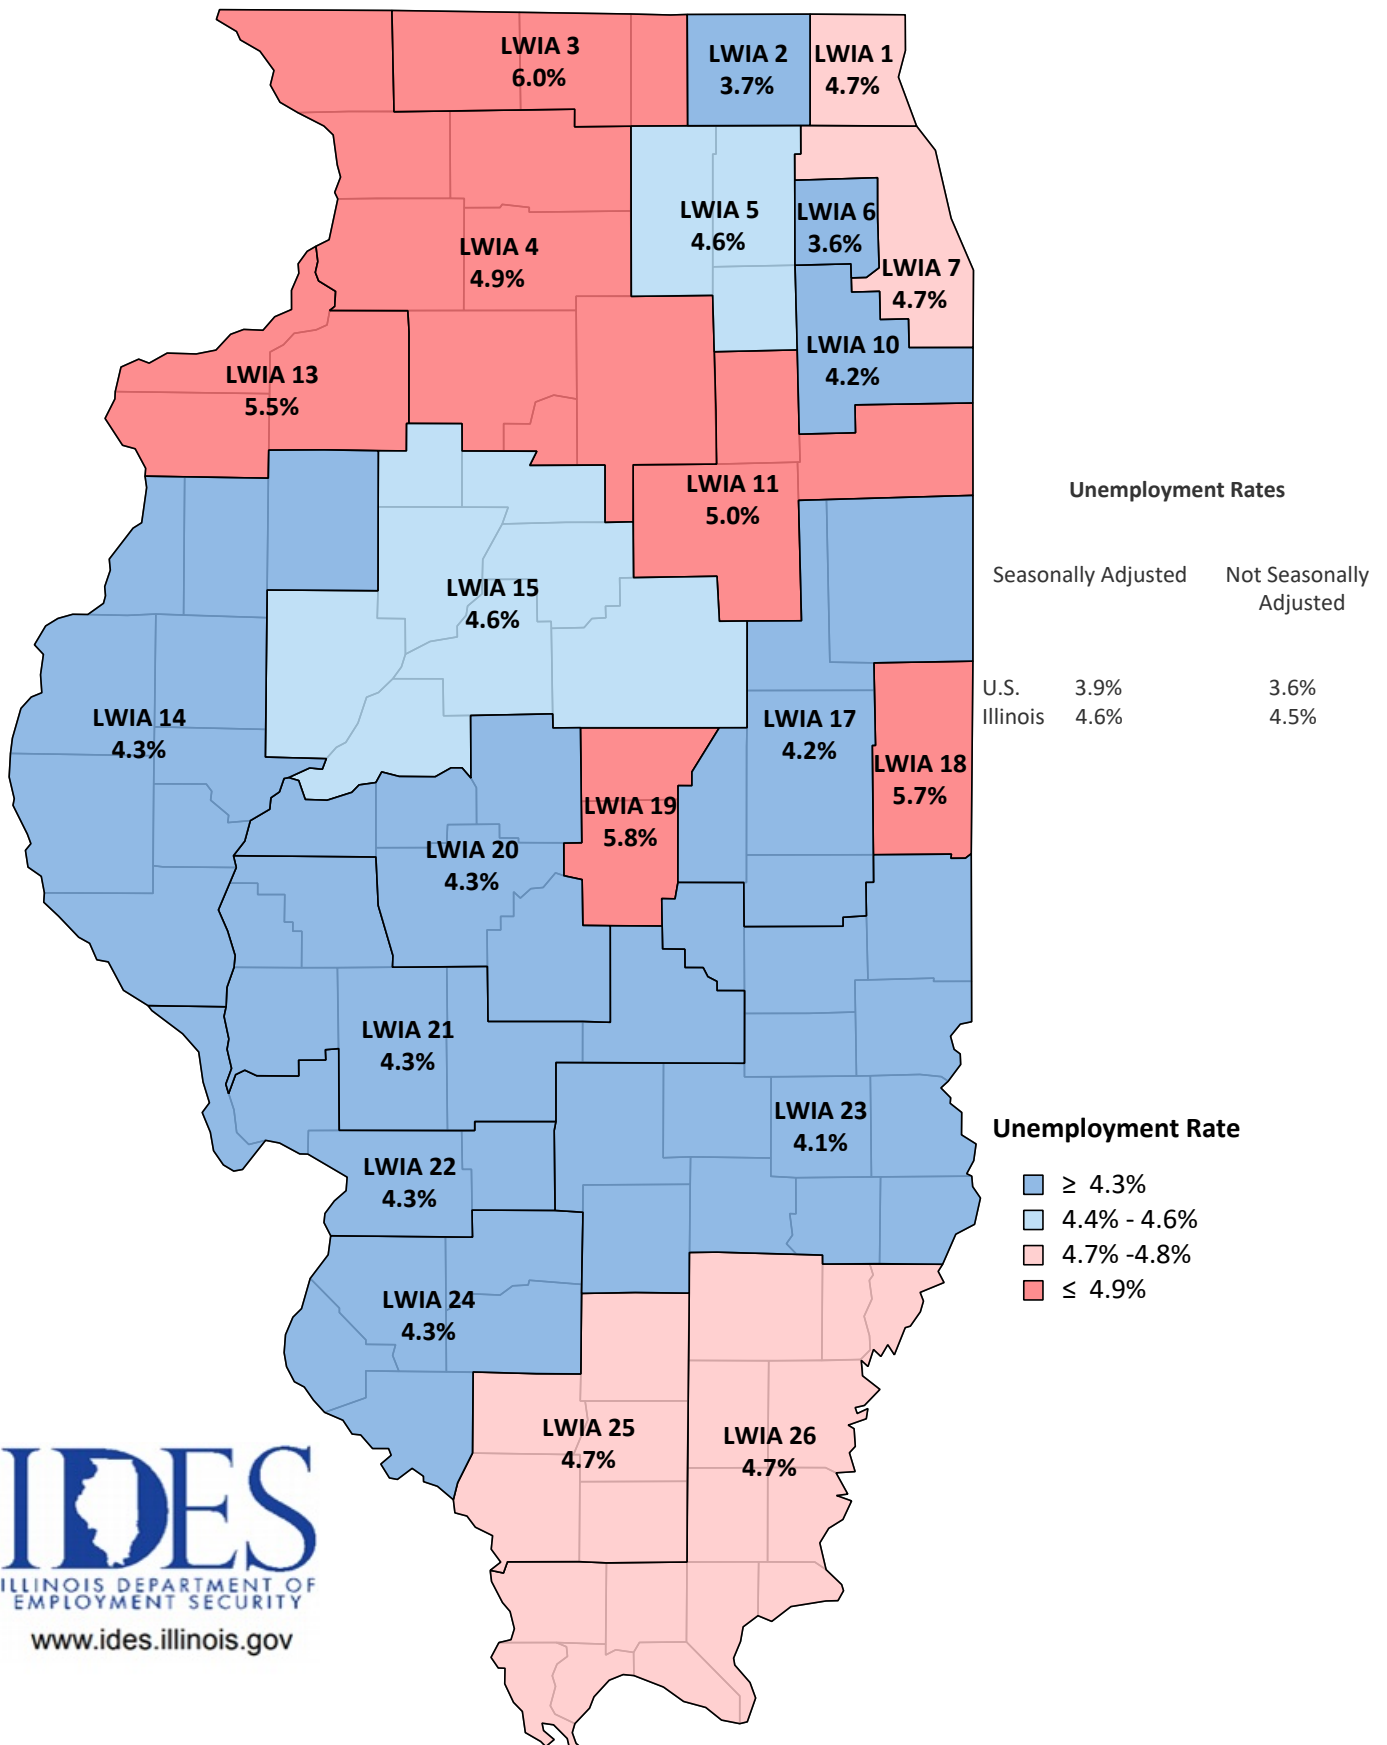 LWIA 3
6.0%
LWIA 2
3.7%
LWIA 1
4.7%
LWIA 5
4.6%
LWIA 6
3.6%
LWIA 4
4.9%
LWIA 7
4.7%
LWIA 10
4.2%
LWIA 13
5.5%
LWIA 11
5.0%
LWIA 15
4.6%
LWIA 14
4.3%
LWIA 17
4.2%
LWIA 18
5.7%
LWIA 19
5.8%
LWIA 20
4.3%
LWIA 21
4.3%
LWIA 23
4.1%
LWIA 22
4.3%
LWIA 24
4.3%
LWIA 25
4.7%
LWIA 26
4.7%
Unemployment Rates
Seasonally Adjusted Not Seasonally
Adjusted
U.S. 3.9% 3.6%
Illinois 4.6% 4.5%
Unemployment Rate
≥ 4.3%
4.4% - 4.6%
4.7% -4.8%
≤ 4.9%
IDES
ILLINOIS DEPARTMENT OF
EMPLOYMENT SECURITY
www.ides.illinois.gov